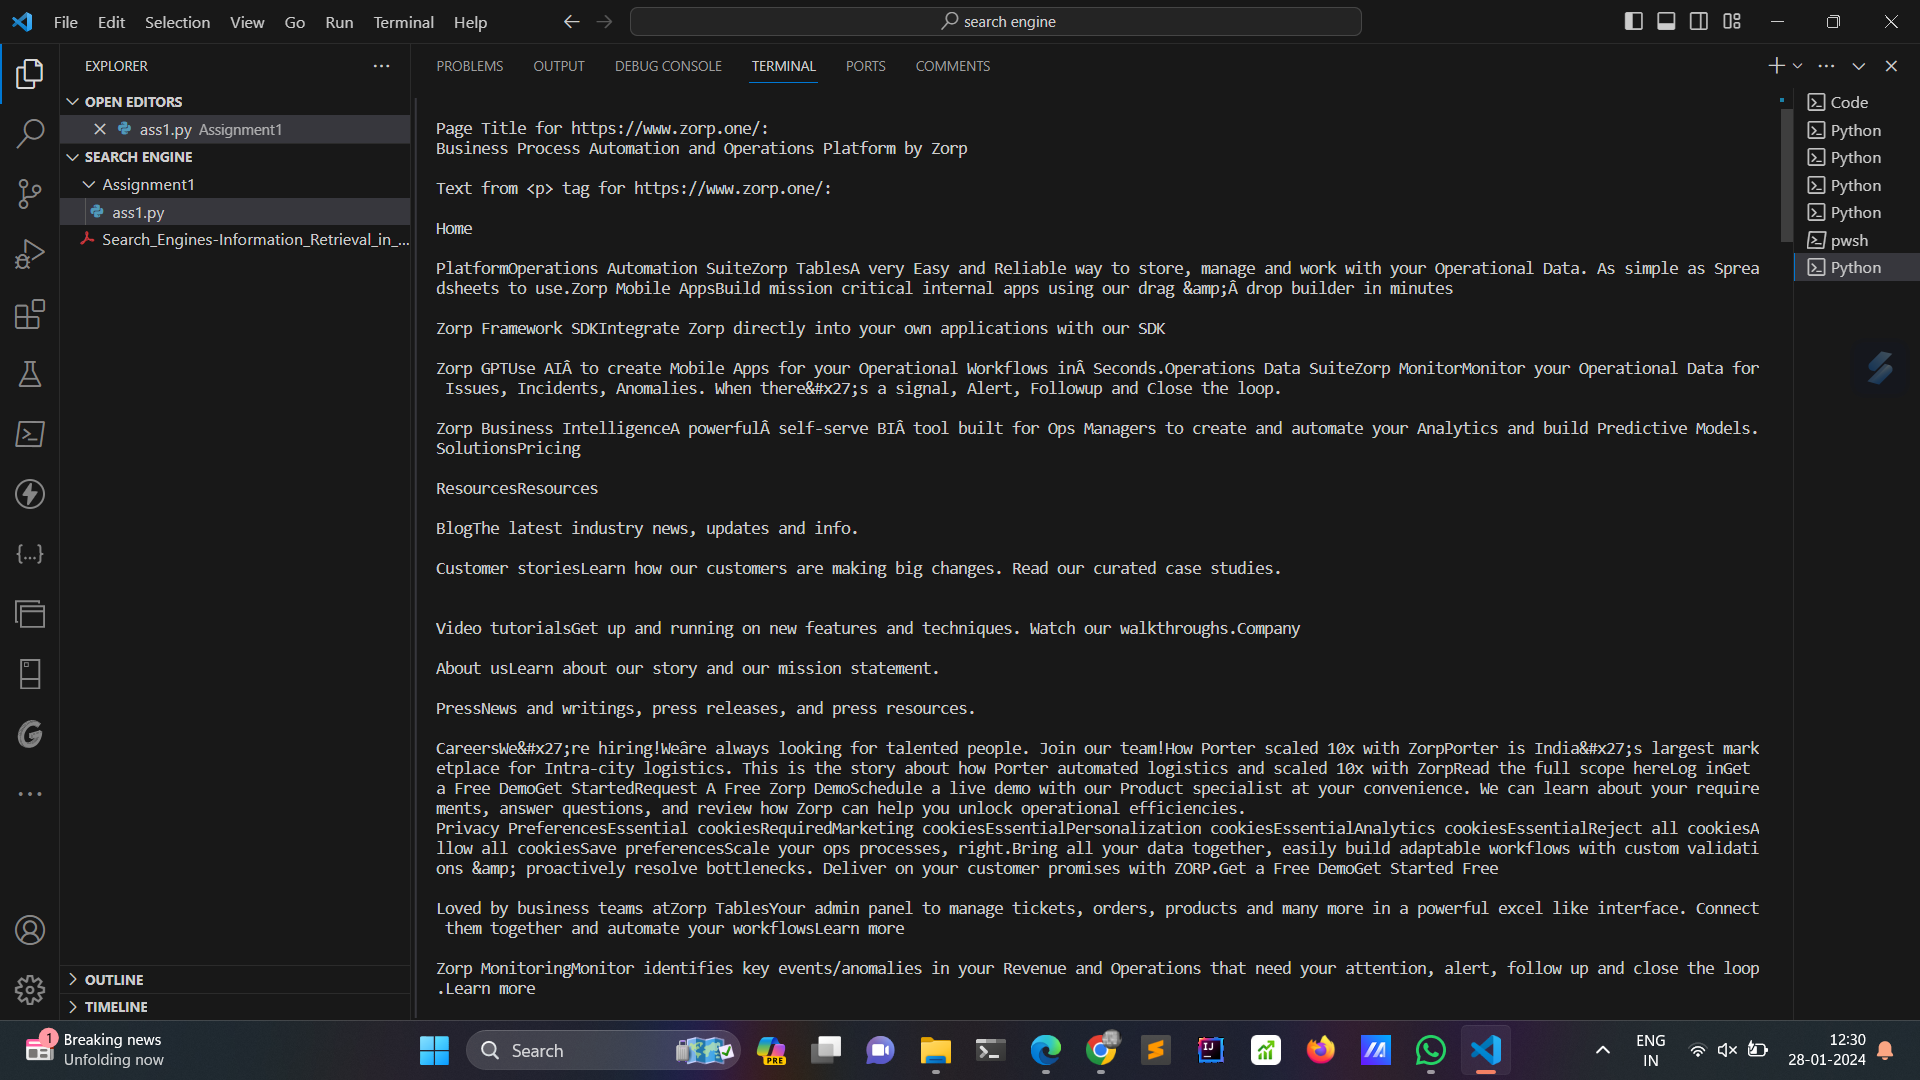 File Edit Selection View Go Run Terminal Help
search engine
EXPLORER
PROBLEMS OUTPUT DEBUG CONSOLE TERMINAL PORTS COMMENTS
OPEN EDITORS
ass1.py Assignment1
SEARCH ENGINE
Assignment1
ass1.py
Search_Engines-Information_Retrieval_in_...
Page Title for https://www.zorp.one/:
Business Process Automation and Operations Platform by Zorp
Text from <p> tag for https://www.zorp.one/:
Home
PlatformOperations Automation SuiteZorp TablesA very Easy and Reliable way to store, manage and work with your Operational Data. As simple as Sprea
dsheets to use.Zorp Mobile AppsBuild mission critical internal apps using our drag &amp;Â drop builder in minutes
Zorp Framework SDKIntegrate Zorp directly into your own applications with our SDK
Zorp GPTUse AIÂ to create Mobile Apps for your Operational Workflows inÂ Seconds.Operations Data SuiteZorp MonitorMonitor your Operational Data for
Issues, Incidents, Anomalies. When there&#x27;s a signal, Alert, Followup and Close the loop.
Zorp Business IntelligenceA powerfulÂ self-serve BIÂ tool built for Ops Managers to create and automate your Analytics and build Predictive Models.
SolutionsPricing
ResourcesResources
BlogThe latest industry news, updates and info.
Customer storiesLearn how our customers are making big changes. Read our curated case studies.
Video tutorialsGet up and running on new features and techniques. Watch our walkthroughs.Company
About usLearn about our story and our mission statement.
PressNews and writings, press releases, and press resources.
CareersWe&#x27;re hiring!Weâre always looking for talented people. Join our team!How Porter scaled 10x with ZorpPorter is India&#x27;s largest mark
etplace for Intra-city logistics. This is the story about how Porter automated logistics and scaled 10x with ZorpRead the full scope hereLog inGet
a Free DemoGet StartedRequest A Free Zorp DemoSchedule a live demo with our Product specialist at your convenience. We can learn about your require
ments, answer questions, and review how Zorp can help you unlock operational efficiencies.
Privacy PreferencesEssential cookiesRequiredMarketing cookiesEssentialPersonalization cookiesEssentialAnalytics cookiesEssentialReject all cookiesA
llow all cookiesSave preferencesScale your ops processes, right.Bring all your data together, easily build adaptable workflows with custom validati
ons &amp; proactively resolve bottlenecks. Deliver on your customer promises with ZORP.Get a Free DemoGet Started Free
Loved by business teams atZorp TablesYour admin panel to manage tickets, orders, products and many more in a powerful excel like interface. Connect
them together and automate your workflowsLearn more
Zorp MonitoringMonitor identifies key events/anomalies in your Revenue and Operations that need your attention, alert, follow up and close the loop
.Learn more
Code
Python
Python
Python
Python
pwsh
Python
OUTLINE
TIMELINE
1
Breaking news
Unfolding now
Search
PRE
IJ
ENG
IN
12:30
28-01-2024